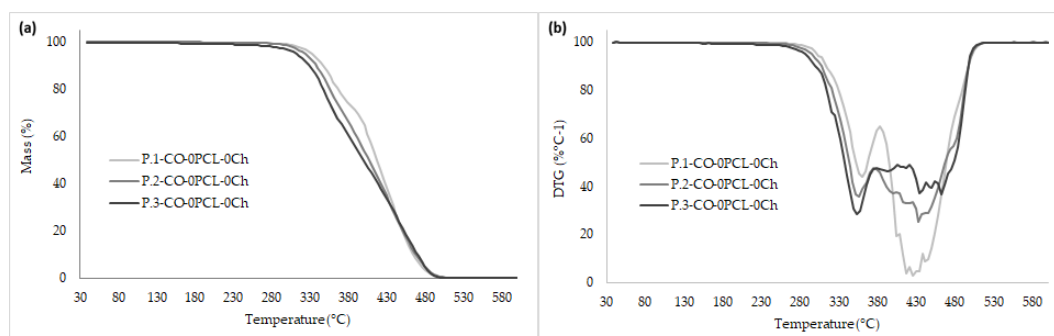 (a)
100
80
60
40
20
0
Mass (%)
P.1-CO-0PCL-0Ch
P.2-CO-0PCL-0Ch
P.3-CO-0PCL-0Ch
30 80 130 180 230 280 330 380 430 480 530 580
Temperature (°C)
(b)
100
80
60
40
20
0
DTG (%°C-1)
P.1-CO-0PCL-0Ch
P.2-CO-0PCL-0Ch
P.3-CO-0PCL-0Ch
30 80 130 180 230 280 330 380 430 480 530 580
Temperature (°C)